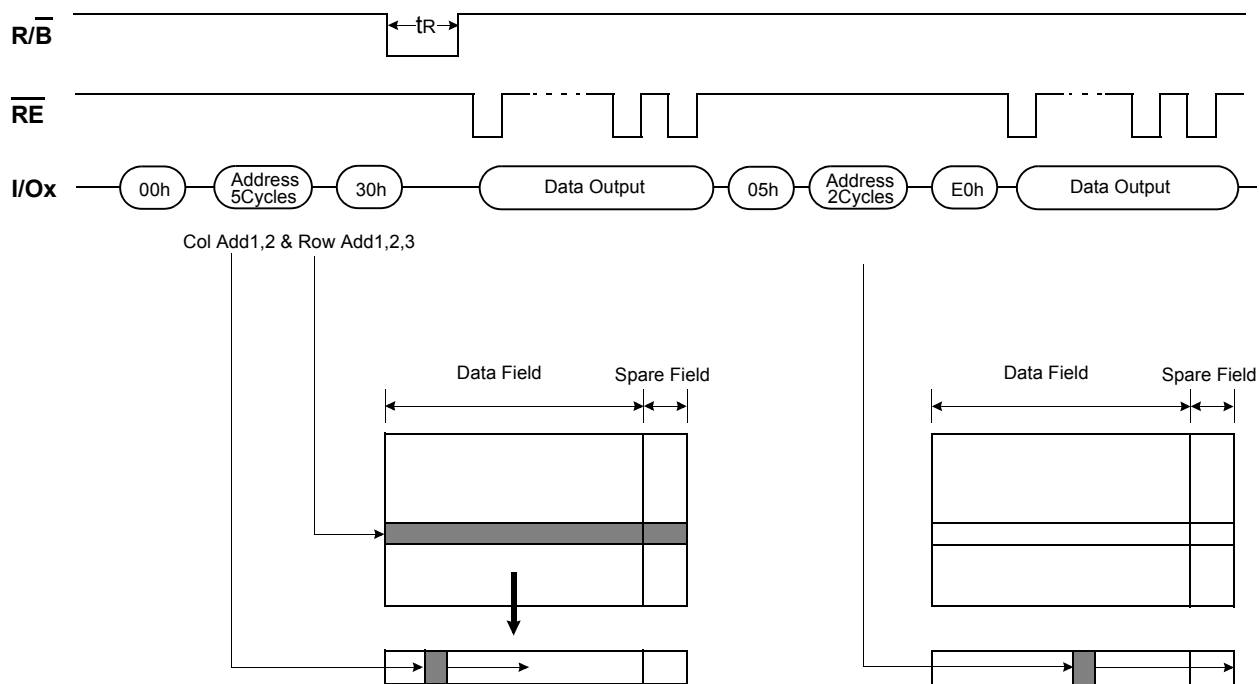 R/B̅
tR
R̅E̅
I/Ox
00h
Address
5Cycles
30h
Data Output
05h
Address
2Cycles
E0h
Data Output
Col Add1,2 & Row Add1,2,3
Data Field
Spare Field
Data Field
Spare Field